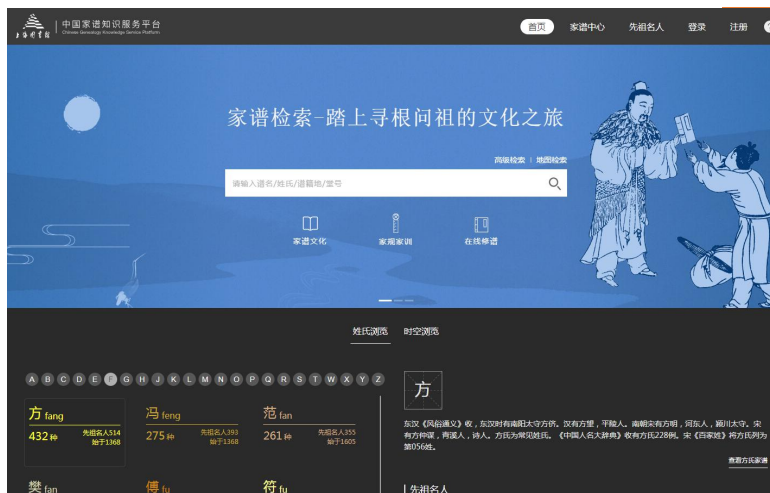 上海图书馆
中国家谱知识服务平台
Chinese Genealogy Knowledge Service Platform
首页 家谱中心 先祖名人 登录 注册
家谱检索-踏上寻根问祖的文化之旅
高级检索 | 地图检索
请输入谱名/姓氏/谱籍地/堂号
家谱文化 家规家训 在线修谱
姓氏浏览 时空浏览
A B C D E F G H J K L M N O P Q R S T W X Y Z
方 fang
432 种
先祖名人514
始于1368
冯 feng
275 种
先祖名人393
始于1368
范 fan
261 种
先祖名人355
始于1605
樊 fan
傅 fu
符 fu
方
东汉《风俗通义》收，东汉时有南阳太守方侪。汉有方望，平陵人。南朝宋有方明，河东人，颍川太守。宋
有方仲谋，青溪人，诗人。方氏为常见姓氏。《中国人名大辞典》收有方氏228例。宋《百家姓》将方氏列为
第056姓。
查看方氏家谱
先祖名人